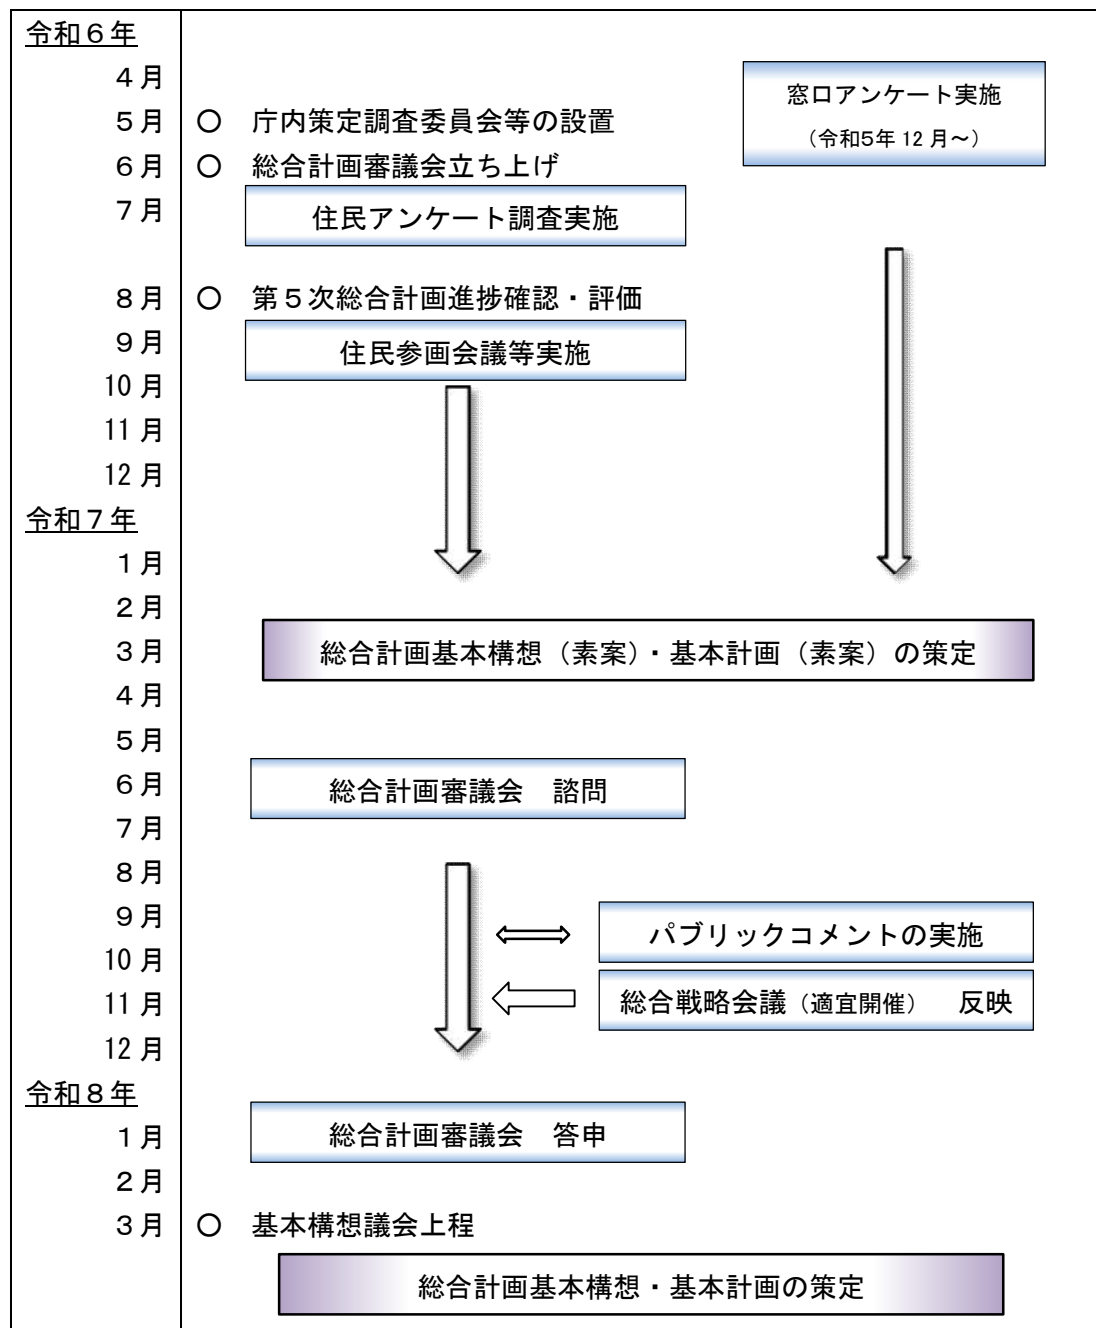 令和６年
４月
窓口アンケート実施
（令和5年 12 月～）
５月 ○ 庁内策定調査委員会等の設置
６月 ○ 総合計画審議会立ち上げ
７月 住民アンケート調査実施
８月 ○ 第５次総合計画進捗確認・評価
９月 住民参画会議等実施
10 月
11 月
12 月
令和７年
１月
２月
３月 総合計画基本構想（素案）・基本計画（素案）の策定
４月
５月
６月 総合計画審議会　諮問
７月
８月
９月 パブリックコメントの実施
10 月
11 月 総合戦略会議（適宜開催）　反映
12 月
令和８年
１月 総合計画審議会　答申
２月
３月 ○ 基本構想議会上程
総合計画基本構想・基本計画の策定